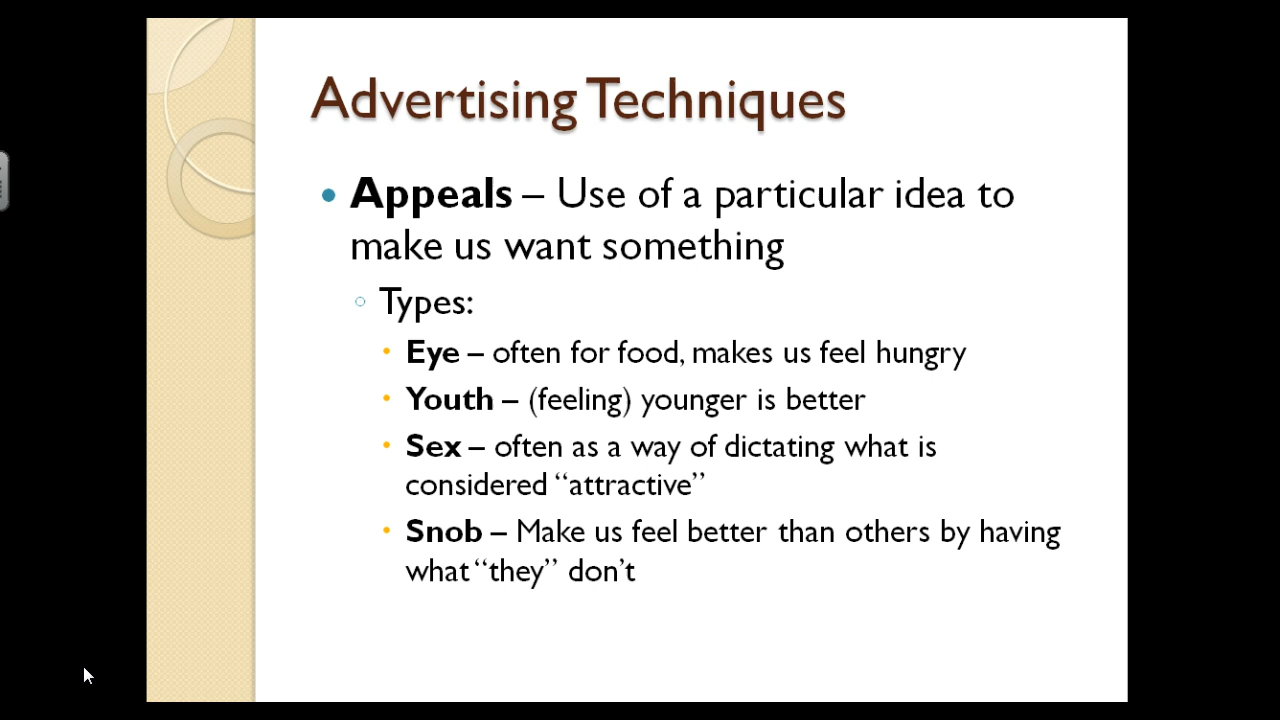 Advertising Techniques
• Appeals – Use of a particular idea to
make us want something
◦ Types:
• Eye – often for food, makes us feel hungry
• Youth – (feeling) younger is better
• Sex – often as a way of dictating what is
considered “attractive”
• Snob – Make us feel better than others by having
what “they” don’t